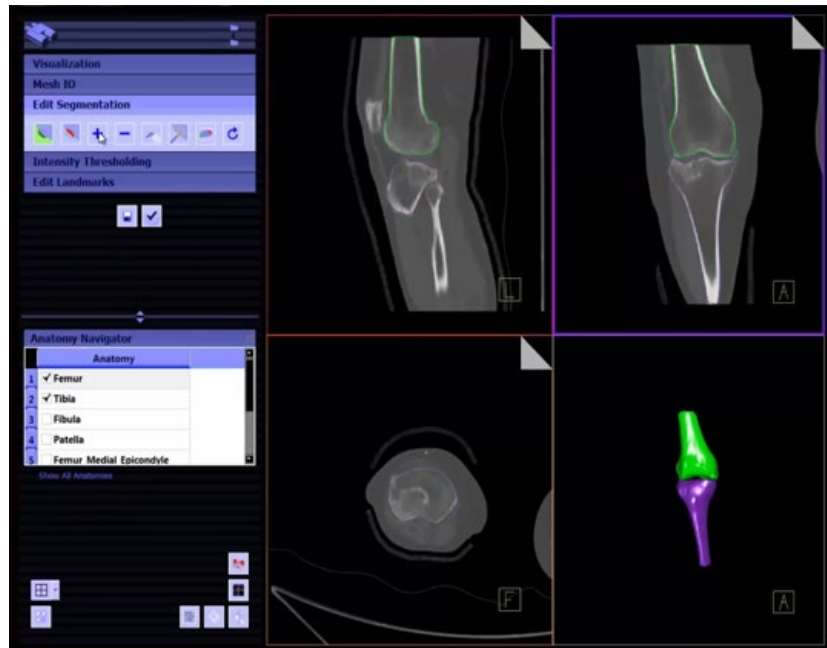 Visualization
Mesh ID
Edit Segmentation
Intensity Thresholding
Edit Landmarks
Anatomy Navigator
Anatomy
1 Femur
2 Tibia
3 Fibula
4 Patella
5 Femur Medial Epicondyle
Show All Anatomies
L
A
F
A